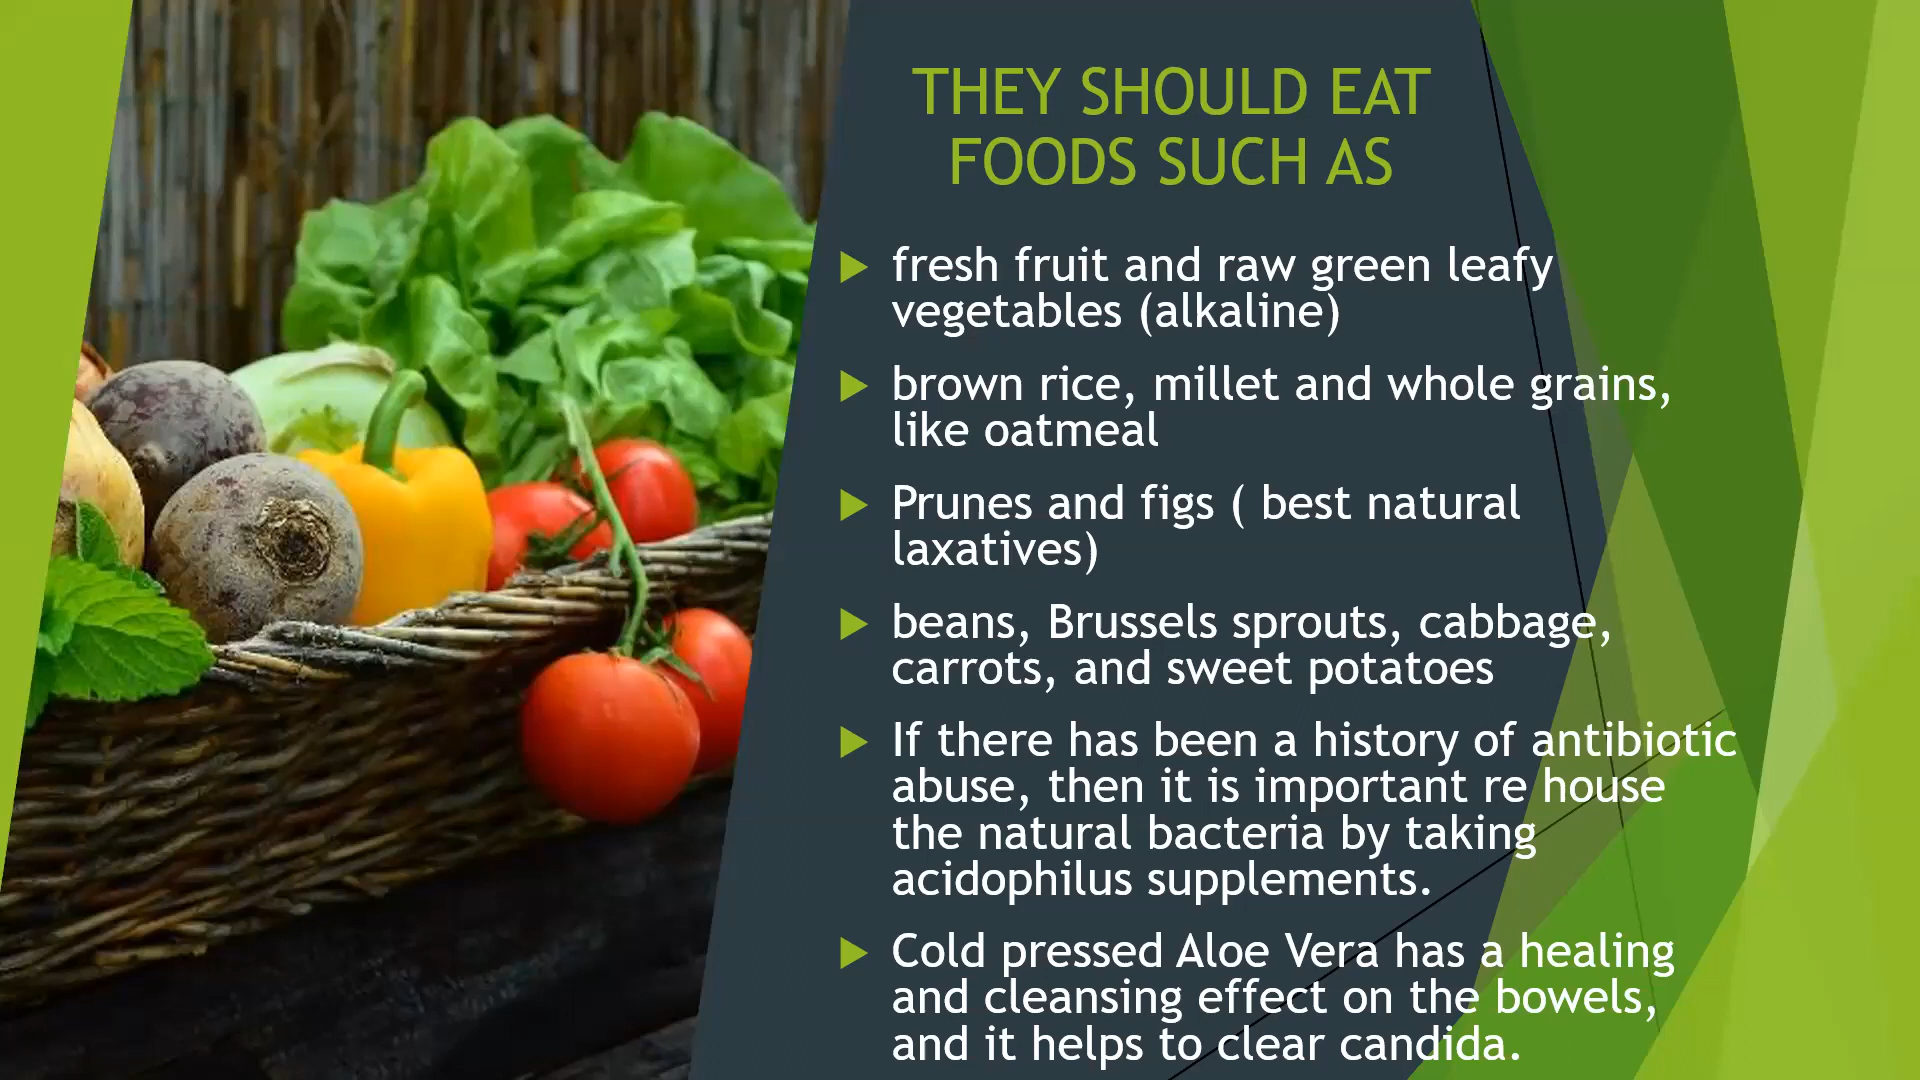 THEY SHOULD EAT
FOODS SUCH AS
fresh fruit and raw green leafy
vegetables (alkaline)
brown rice, millet and whole grains,
like oatmeal
Prunes and figs ( best natural
laxatives)
beans, Brussels sprouts, cabbage,
carrots, and sweet potatoes
If there has been a history of antibiotic
abuse, then it is important re house
the natural bacteria by taking
acidophilus supplements.
Cold pressed Aloe Vera has a healing
and cleansing effect on the bowels,
and it helps to clear candida.